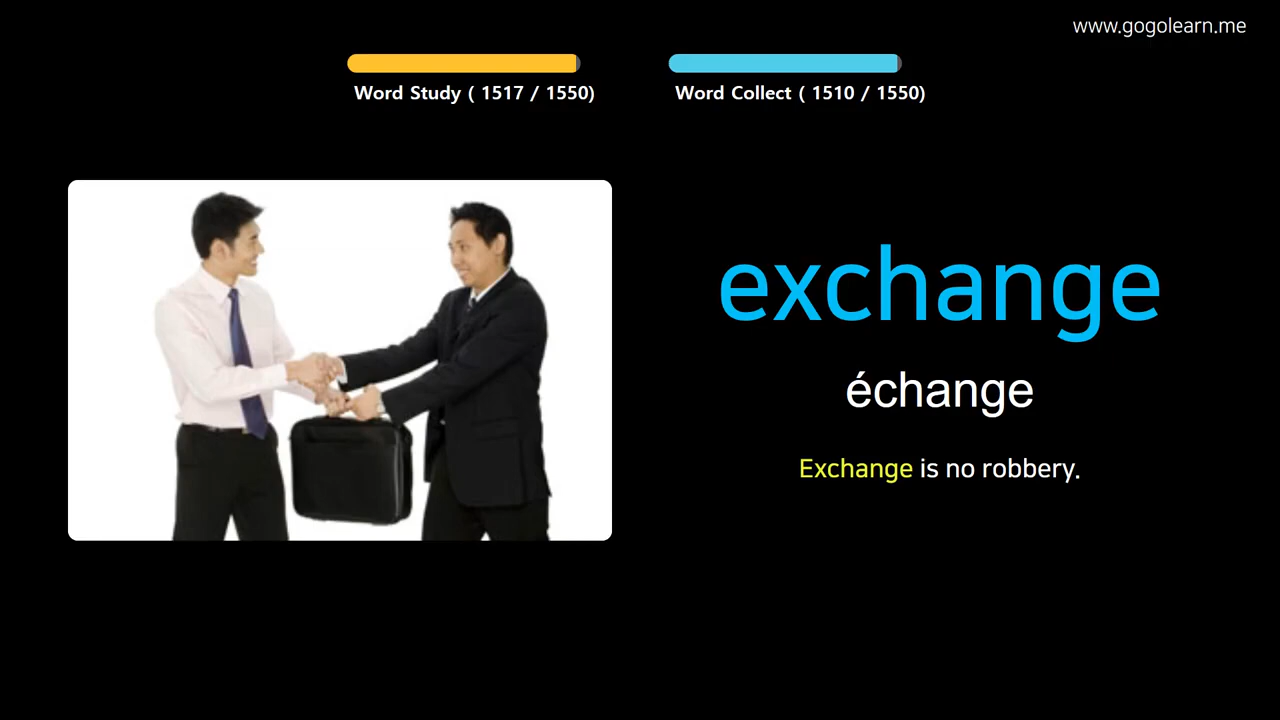 www.gogolearn.me
Word Study ( 1517 / 1550)
Word Collect ( 1510 / 1550)
exchange
échange
Exchange is no robbery.